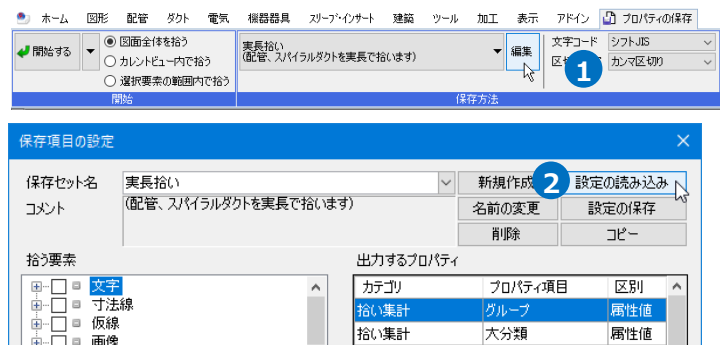 ホーム 図形 配管 ダクト 電気 機器器具 スリーブ・インサート 建築 ツール 加工 表示 アドイン プロパティの保存
開始する
図面全体を拾う
カレントビュー内で拾う
選択要素の範囲内で拾う
開始
実長拾い
(配管、スパイラルダクトを実長で拾います)
編集
文字コード シフトJIS
区 カンマ区切り
1
保存方法
保存項目の設定
保存セット名 実長拾い 新規作成 2 設定の読み込み
コメント (配管、スパイラルダクトを実長で拾います) 名前の変更 設定の保存
削除 コピー
拾う要素 出力するプロパティ
文字
寸法線
仮線
画像
カテゴリ プロパティ項目 区別
拾い集計 グループ 属性値
拾い集計 大分類 属性値